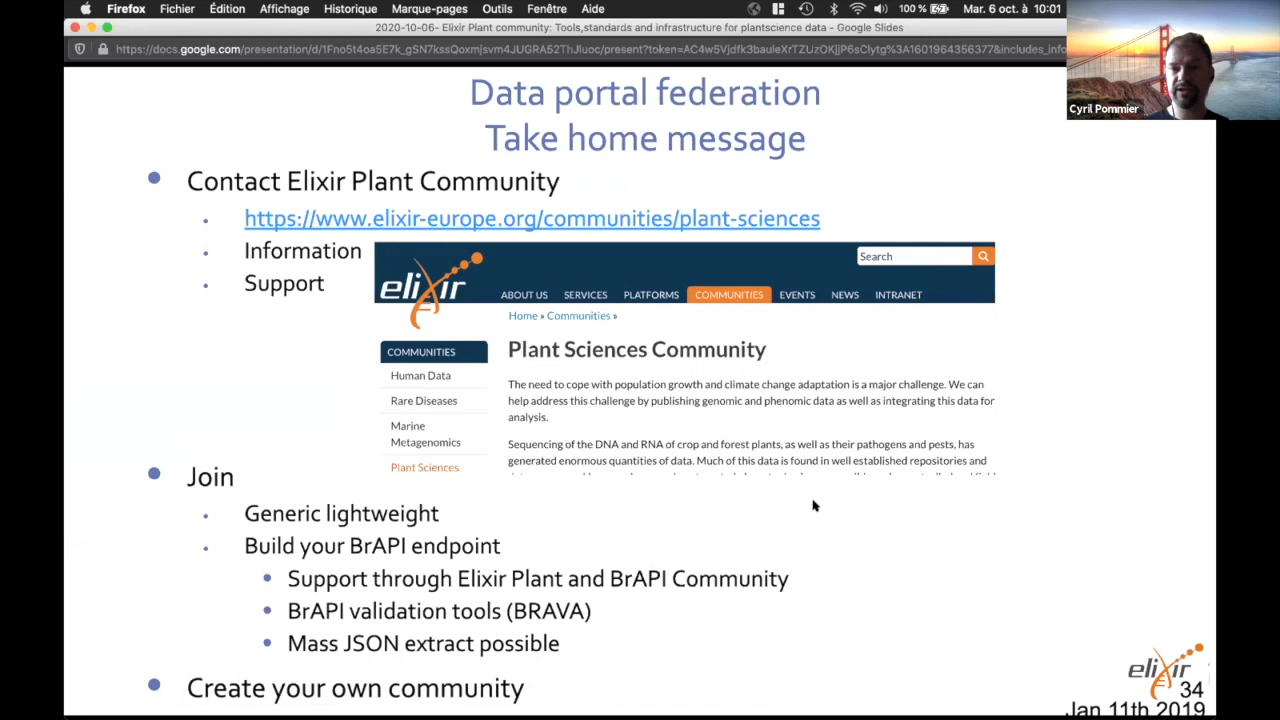 Firefox Fichier Édition Affichage Historique Marque-pages Outils Fenêtre Aide 100 % Mar. 6 oct. à 10:01
2020-10-06- Elixir Plant community: Tools,standards and infrastructure for plantscience data - Google Slides
Cyril Pommier
Data portal federation
Take home message
Contact Elixir Plant Community
https://www.elixir-europe.org/communities/plant-sciences
Information
Support
elixir
Search
ABOUT US SERVICES PLATFORMS COMMUNITIES EVENTS NEWS INTRANET
Home » Communities »
COMMUNITIES
Human Data
Rare Diseases
Marine
Metagenomics
Plant Sciences
Plant Sciences Community
The need to cope with population growth and climate change adaptation is a major challenge. We can
help address this challenge by publishing genomic and phenomic data as well as integrating this data for
analysis.
Sequencing of the DNA and RNA of crop and forest plants, as well as their pathogens and pests, has
generated enormous quantities of data. Much of this data is found in well established repositories and
Join
Generic lightweight
Build your BrAPI endpoint
Support through Elixir Plant and BrAPI Community
BrAPI validation tools (BRAVA)
Mass JSON extract possible
Create your own community
elixir
34
Jan 11th 2019